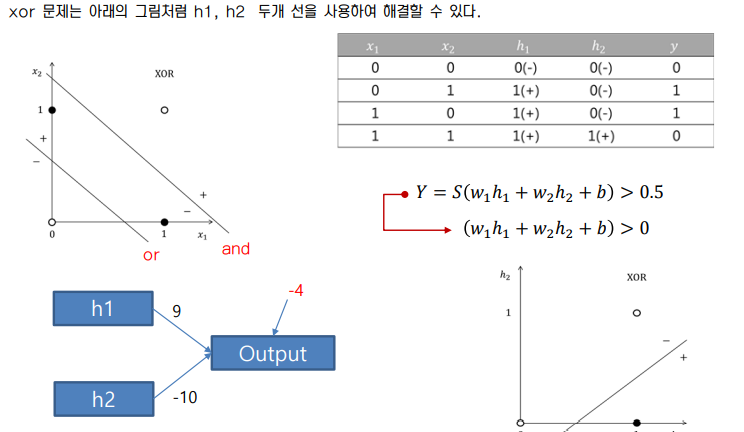 xor 문제는 아래의 그림처럼 h1, h2 두개 선을 사용하여 해결할 수 있다.
x₁ x₂ h₁ h₂ y
0 0 0(-) 0(-) 0
0 1 1(+) 0(-) 1
1 0 1(+) 0(-) 1
1 1 1(+) 1(+) 0
x₂ XOR
1
+
−
+
−
0 1 x₁
or and
Y = S(w₁h₁ + w₂h₂ + b) > 0.5
(w₁h₁ + w₂h₂ + b) > 0
h1 9
-4
Output
h2 -10
h₂ XOR
1
−
+